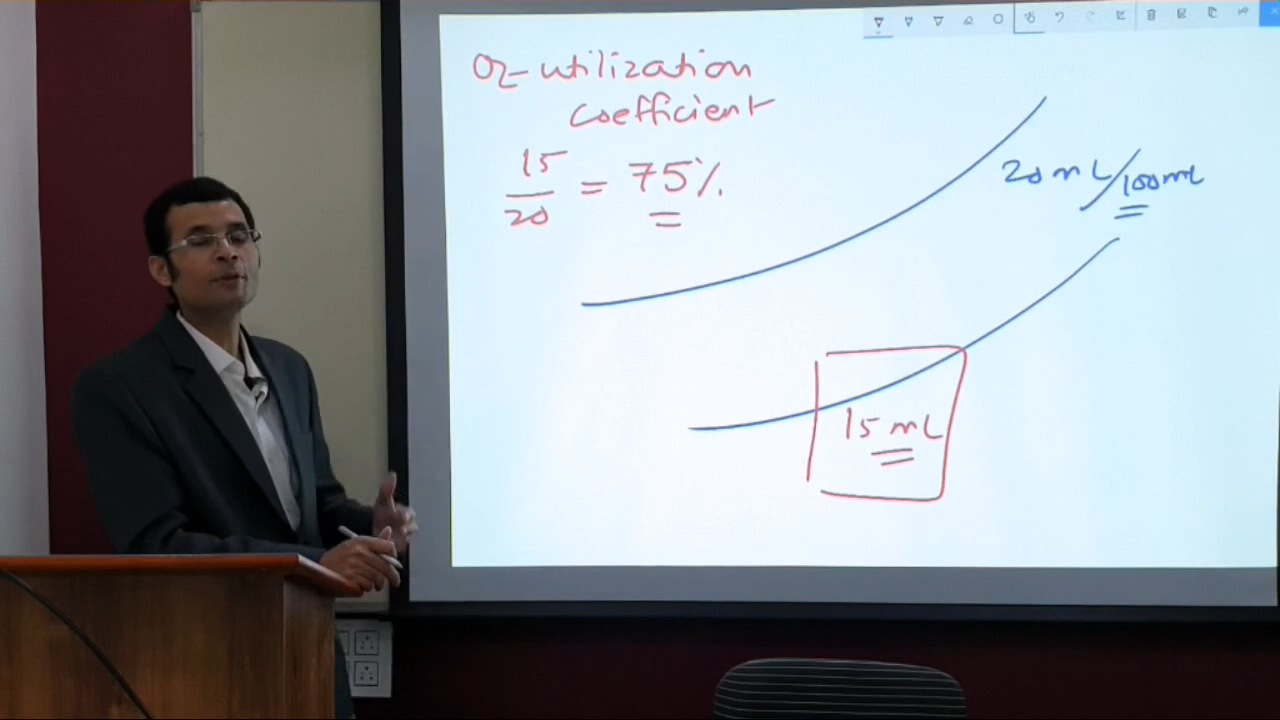 O2-utilization
coefficient
15
20
= 75%
20 mL/100mL
15 mL